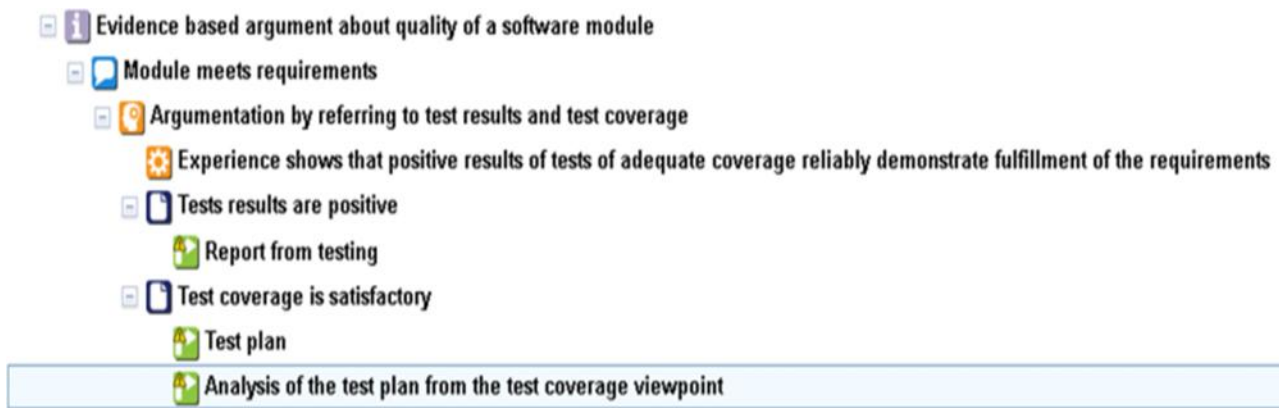 Evidence based argument about quality of a software module
Module meets requirements
Argumentation by referring to test results and test coverage
Experience shows that positive results of tests of adequate coverage reliably demonstrate fulfillment of the requirements
Tests results are positive
Report from testing
Test coverage is satisfactory
Test plan
Analysis of the test plan from the test coverage viewpoint